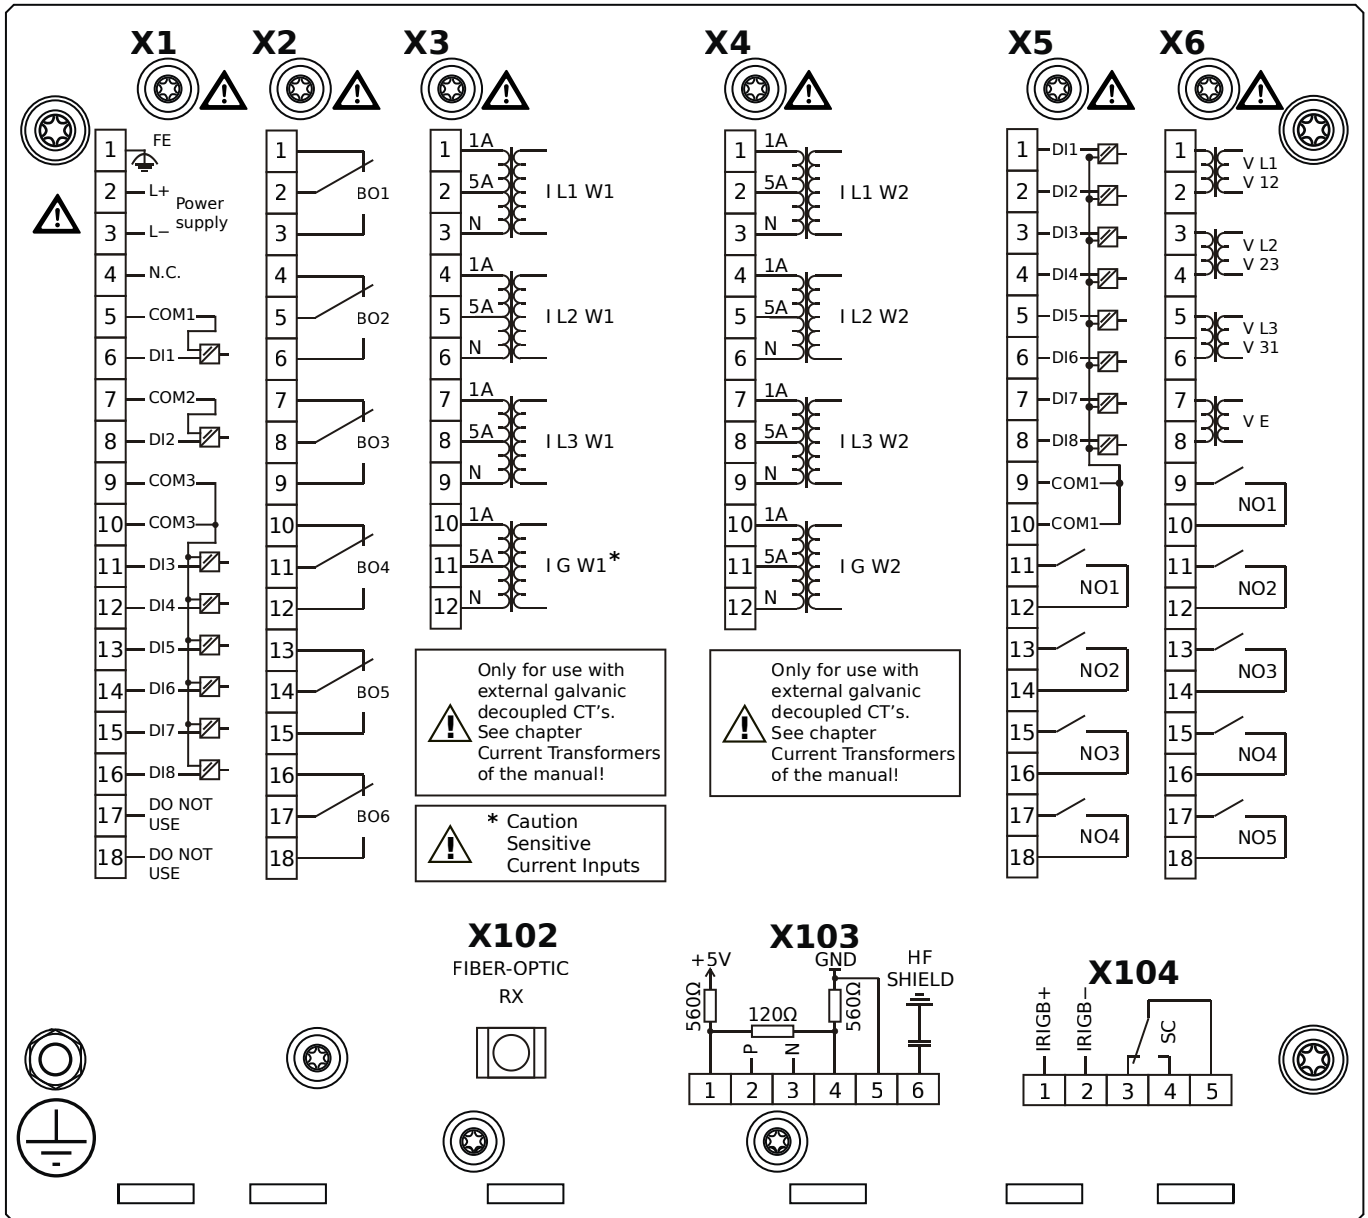 X1
X2
X3
X4
X5
X6
1
FE
2
L+
Power
supply
3
L−
4
N.C.
5
COM1
6
DI1
7
COM2
8
DI2
9
COM3
10
COM3
11
DI3
12
DI4
13
DI5
14
DI6
15
DI7
16
DI8
17
DO NOT
USE
18
DO NOT
USE
1
2
BO1
3
4
5
BO2
6
7
8
BO3
9
10
11
BO4
12
13
14
BO5
15
16
17
BO6
18
1
1A
2
5A
I L1 W1
3
N
4
1A
5
5A
I L2 W1
6
N
7
1A
8
5A
I L3 W1
9
N
10
1A
11
5A
I G W1*
12
N
Only for use with
external galvanic
decoupled CT's.
See chapter
Current Transformers
of the manual!
* Caution
Sensitive
Current Inputs
1
1A
2
5A
I L1 W2
3
N
4
1A
5
5A
I L2 W2
6
N
7
1A
8
5A
I L3 W2
9
N
10
1A
11
5A
I G W2
12
N
Only for use with
external galvanic
decoupled CT's.
See chapter
Current Transformers
of the manual!
1
DI1
2
DI2
3
DI3
4
DI4
5
DI5
6
DI6
7
DI7
8
DI8
9
COM1
10
COM1
11
NO1
12
13
NO2
14
15
NO3
16
17
NO4
18
1
V L1
V 12
2
3
V L2
V 23
4
5
V L3
V 31
6
7
V E
8
9
NO1
10
11
NO2
12
13
NO3
14
15
NO4
16
17
NO5
18
X102
FIBER-OPTIC
RX
X103
+5V
GND
HF
SHIELD
560Ω
120Ω
560Ω
P
N
1 2 3 4 5 6
X104
IRIGB+
IRIGB−
SC
1 2 3 4 5